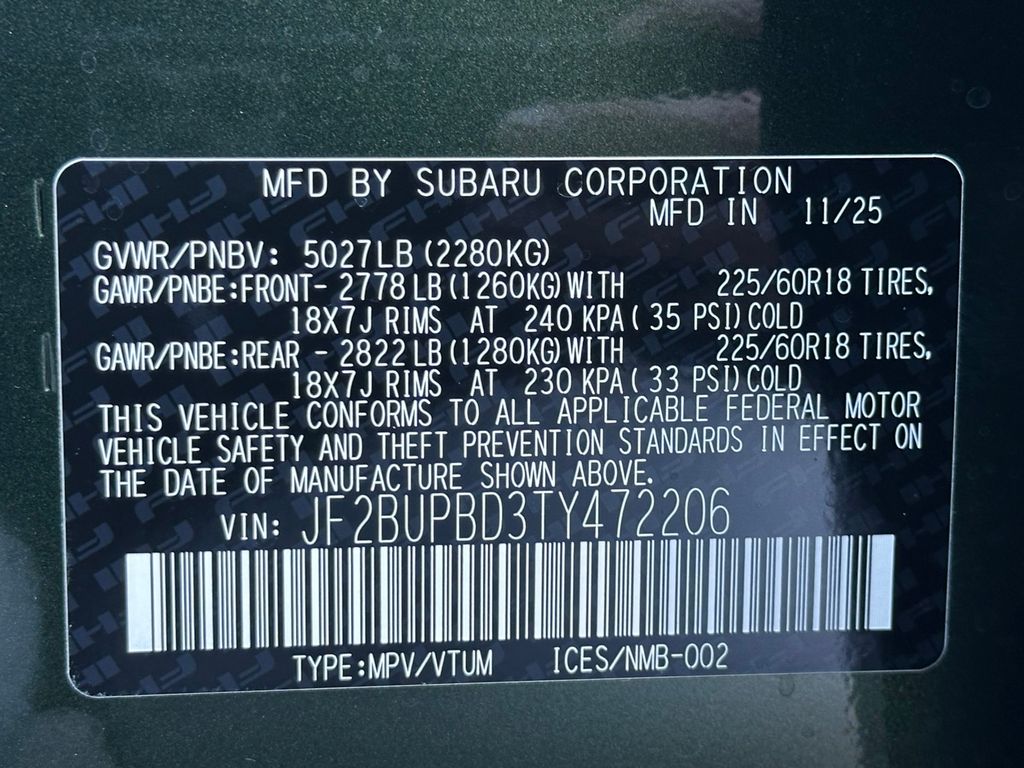 MFD BY SUBARU CORPORATION
MFD IN 11/25
GVWR/PNBV: 5027LB (2280KG)
GAWR/PNBE:FRONT- 2778 LB (1260KG) WITH 225/60R18 TIRES,
18X7J RIMS AT 240 KPA ( 35 PSI) COLD
GAWR/PNBE:REAR - 2822 LB (1280KG) WITH 225/60R18 TIRES,
18X7J RIMS AT 230 KPA ( 33 PSI) COLD
THIS VEHICLE CONFORMS TO ALL APPLICABLE FEDERAL MOTOR
VEHICLE SAFETY AND THEFT PREVENTION STANDARDS IN EFFECT ON
THE DATE OF MANUFACTURE SHOWN ABOVE.
VIN: JF2BUPBD3TY472206
TYPE:MPV/VTUM ICES/NMB-002